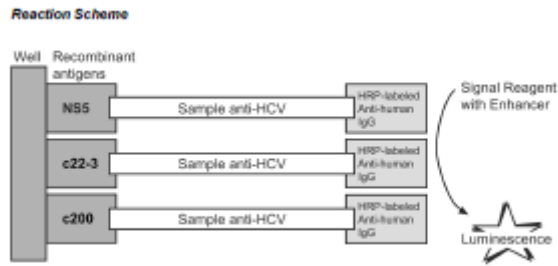 Reaction Scheme
Well
Recombinant
antigens
NS5
Sample anti-HCV
HRP-labeled
Anti-human
IgG
c22-3
Sample anti-HCV
HRP-labeled
Anti-human
IgG
c200
Sample anti-HCV
HRP-labeled
Anti-human
IgG
Signal Reagent
with Enhancer
Luminescence